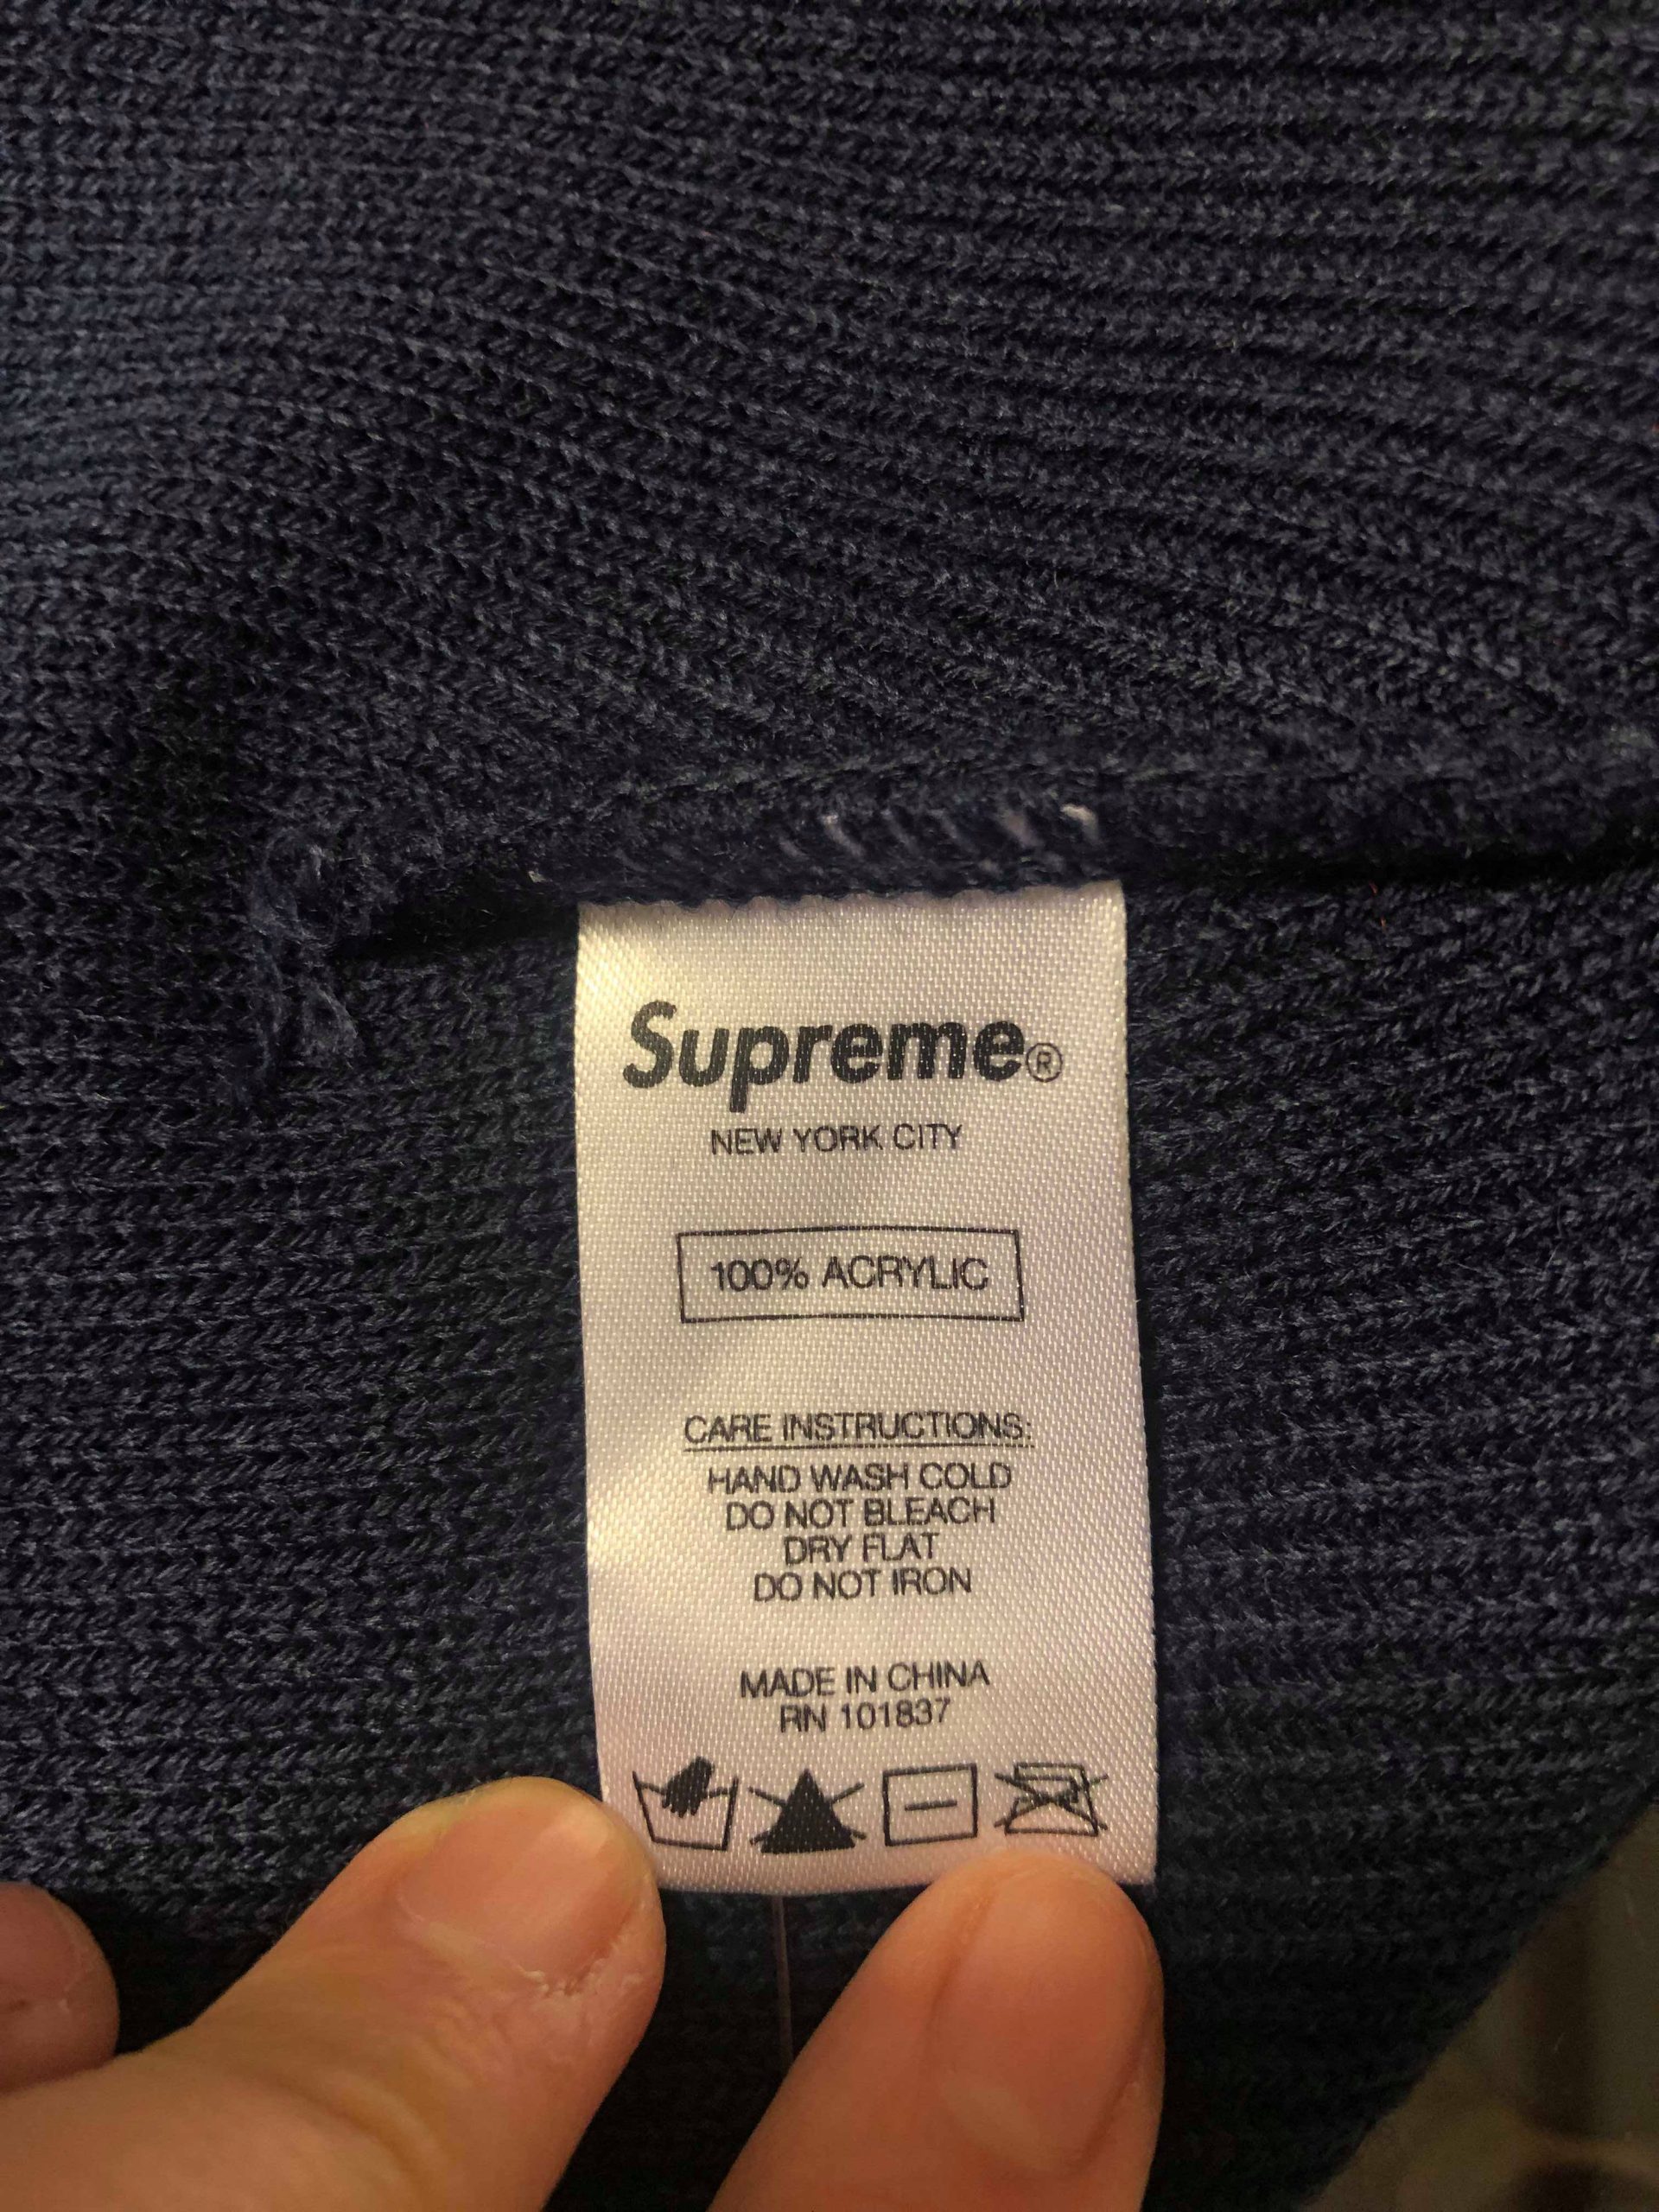 Supreme®
NEW YORK CITY
100% ACRYLIC
CARE INSTRUCTIONS:
HAND WASH COLD
DO NOT BLEACH
DRY FLAT
DO NOT IRON
MADE IN CHINA
RN 101837